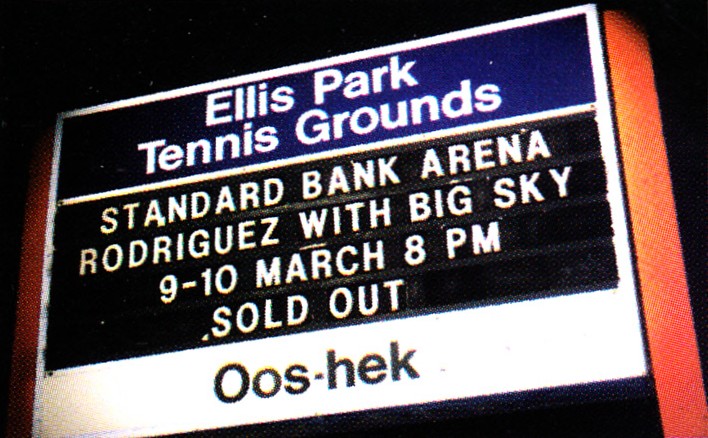 Ellis Park
Tennis Grounds
STANDARD BANK ARENA
RODRIGUEZ WITH BIG SKY
9-10 MARCH 8 PM
SOLD OUT
Oos-hek